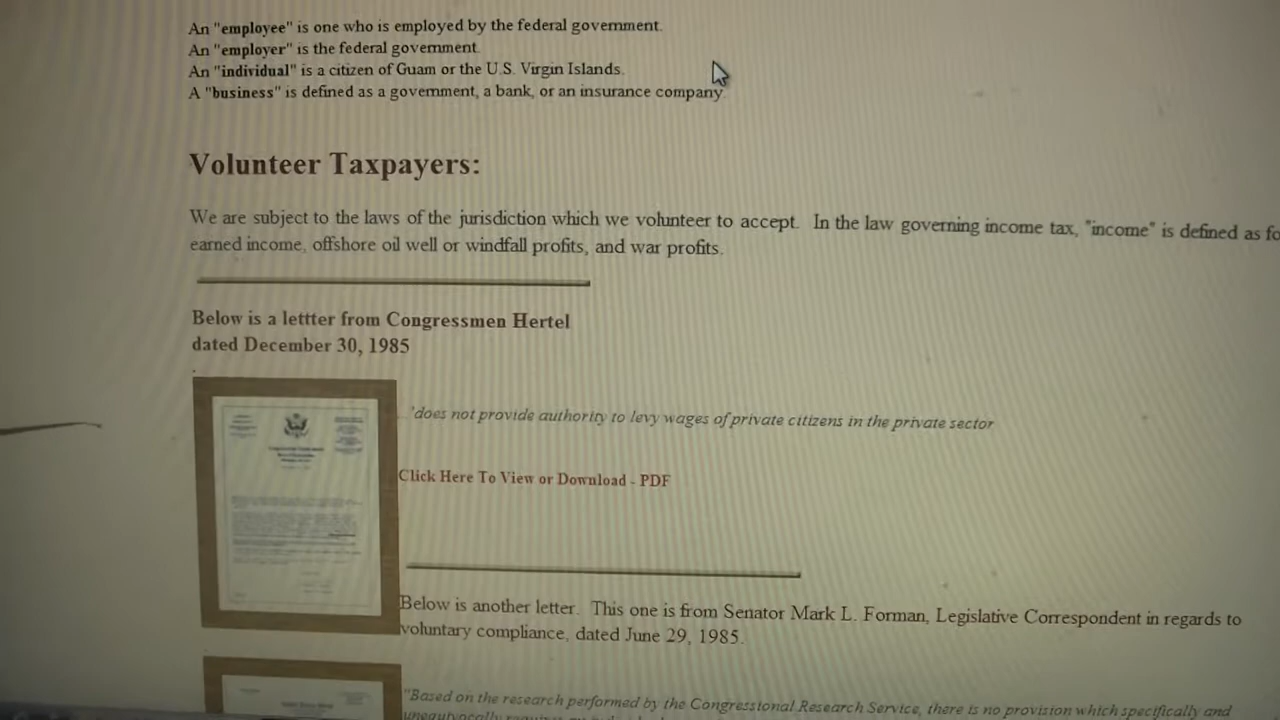 An "employee" is one who is employed by the federal government.
An "employer" is the federal government.
An "individual" is a citizen of Guam or the U.S. Virgin Islands.
A "business" is defined as a government, a bank, or an insurance company.
Volunteer Taxpayers:
We are subject to the laws of the jurisdiction which we volunteer to accept. In the law governing income tax, "income" is defined as fo
earned income, offshore oil well or windfall profits, and war profits.
Below is a lettter from Congressmen Hertel
dated December 30, 1985
'does not provide authority to levy wages of private citizens in the private sector
Click Here To View or Download - PDF
Below is another letter. This one is from Senator Mark L. Forman, Legislative Correspondent in regards to
voluntary compliance, dated June 29, 1985.
"Based on the research performed by the Congressional Research Service, there is no provision which specifically and
unequivocally